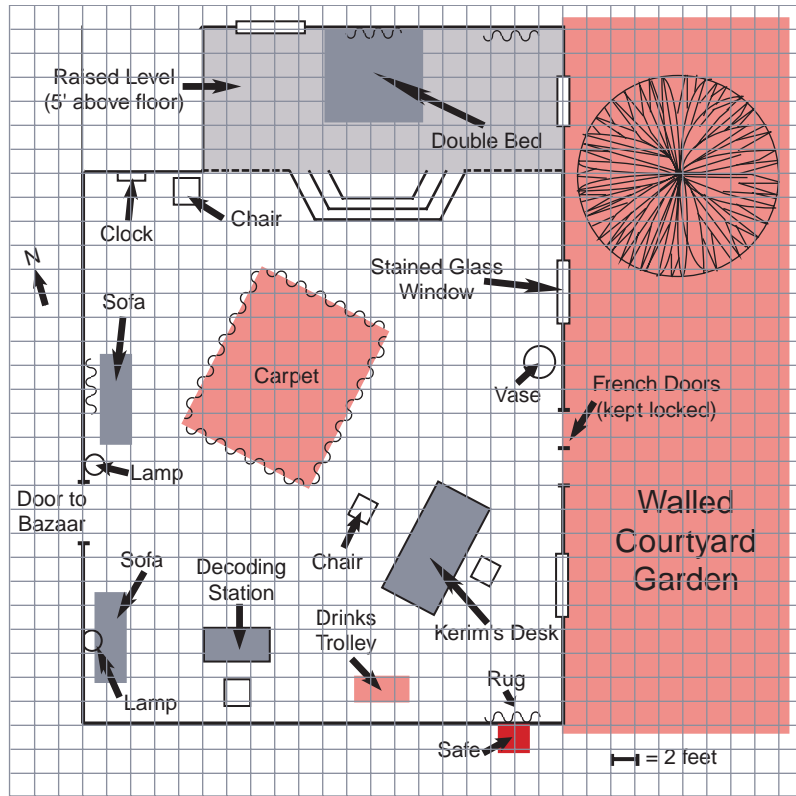 Raised Level
(5' above floor)
Double Bed
Clock
Chair
N
Stained Glass
Window
Sofa
Carpet
Vase
French Doors
(kept locked)
Lamp
Door to
Bazaar
Walled
Courtyard
Garden
Chair
Sofa
Decoding
Station
Drinks
Trolley
Kerim's Desk
Rug
Lamp
Safe
= 2 feet